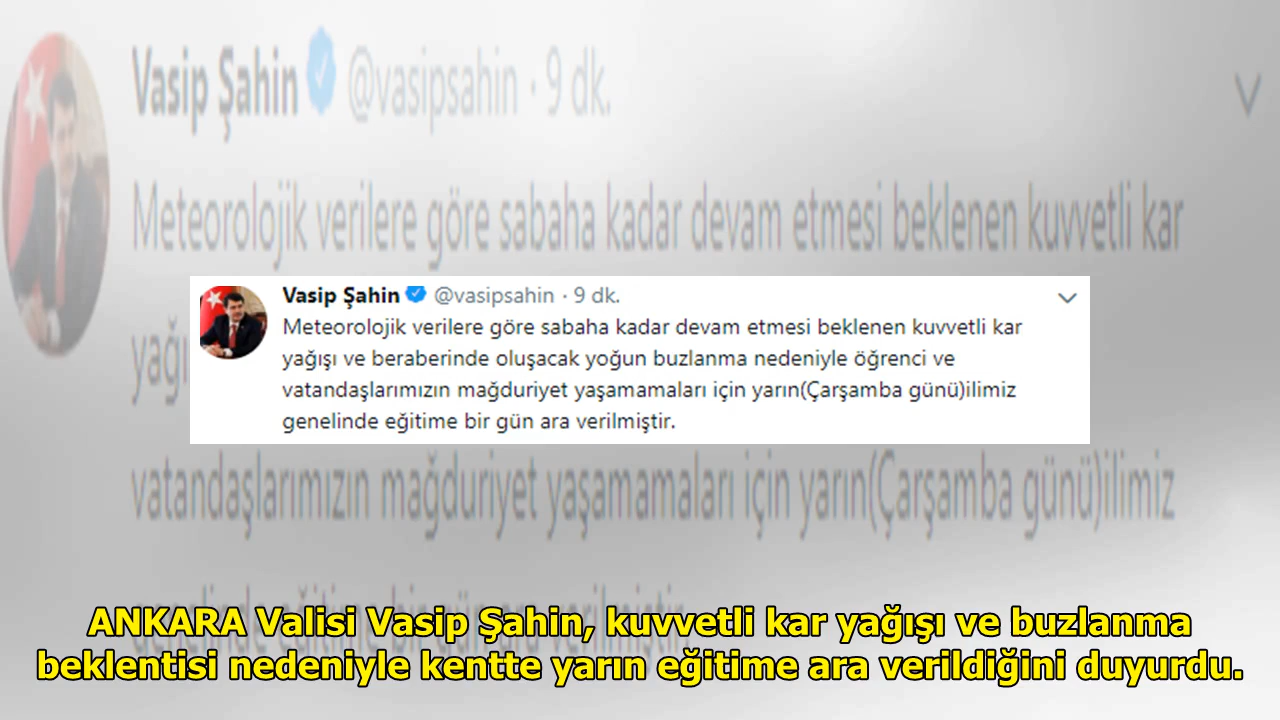 Vasip Şahin @vasipsahin · 9 dk.
Meteorolojik verilere göre sabaha kadar devam etmesi beklenen kuvvetli kar
yağı
vatandaşlarımızın mağduriyet yaşamamaları için yarın(Çarşamba günü)ilimiz
Vasip Şahin @vasipsahin · 9 dk.
Meteorolojik verilere göre sabaha kadar devam etmesi beklenen kuvvetli kar
yağışı ve beraberinde oluşacak yoğun buzlanma nedeniyle öğrenci ve
vatandaşlarımızın mağduriyet yaşamamaları için yarın(Çarşamba günü)ilimiz
genelinde eğitime bir gün ara verilmiştir.
ANKARA Valisi Vasip Şahin, kuvvetli kar yağışı ve buzlanma
beklentisi nedeniyle kentte yarın eğitime ara verildiğini duyurdu.